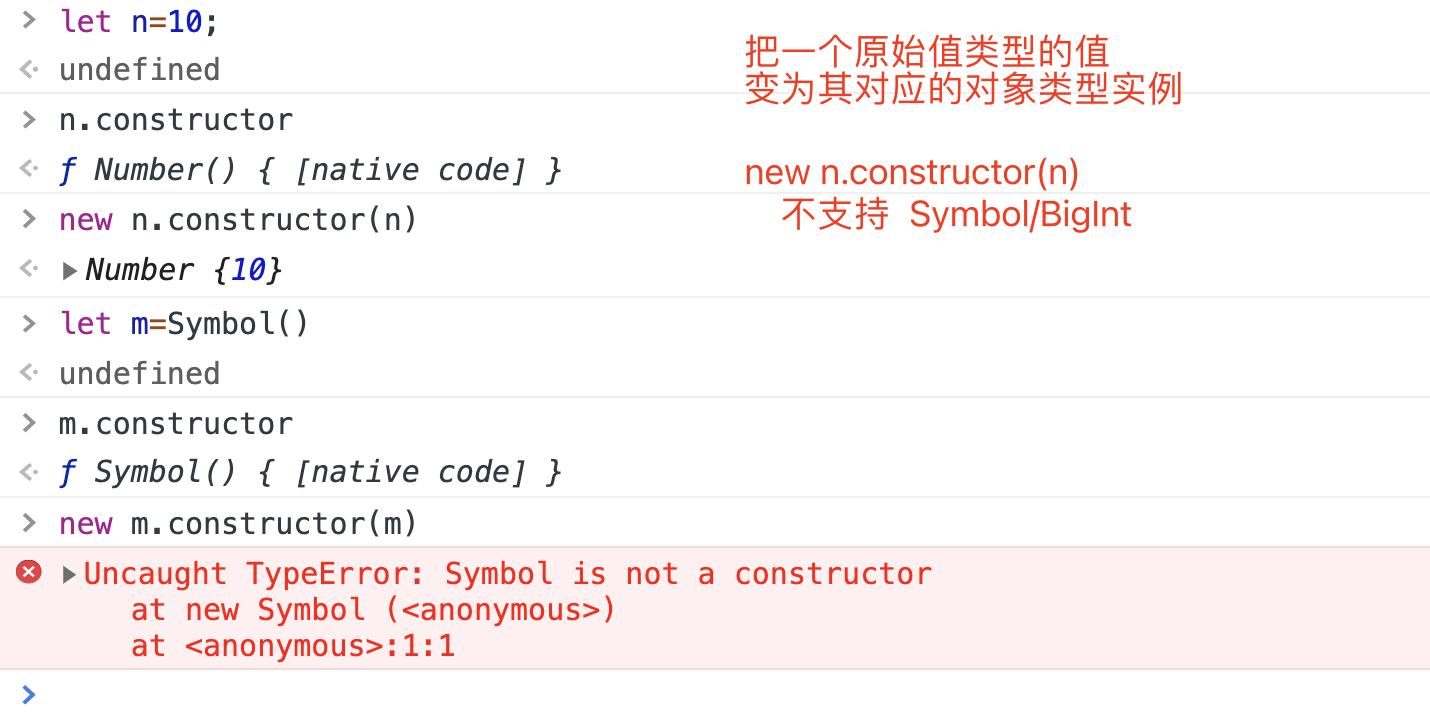 > let n=10;
<· undefined
> n.constructor
<· ƒ Number() { [native code] }
> new n.constructor(n)
<· ▶Number {10}
> let m=Symbol()
<· undefined
> m.constructor
<· ƒ Symbol() { [native code] }
> new m.constructor(m)
▶Uncaught TypeError: Symbol is not a constructor
at new Symbol (<anonymous>)
at <anonymous>:1:1
>
把一个原始值类型的值
变为其对应的对象类型实例
new n.constructor(n)
不支持 Symbol/BigInt